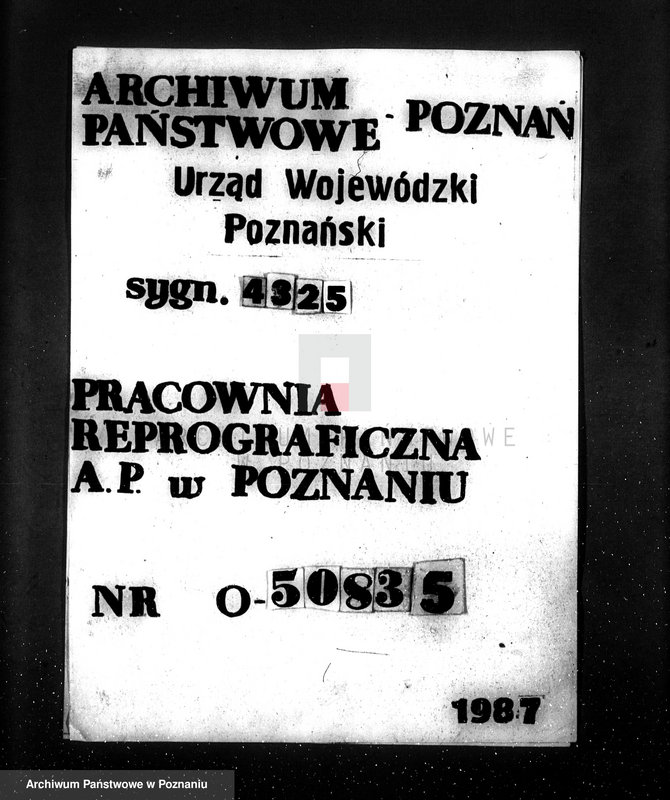 ARCHIWUM
PAŃSTWOWE - POZNAŃ
Urząd Wojewódzki
Poznański
sygn. 4325
PRACOWNIA
REPROGRAFICZNA
A.P. w POZNANIU
NR O-50835
1987
Archiwum Państwowe w Poznaniu